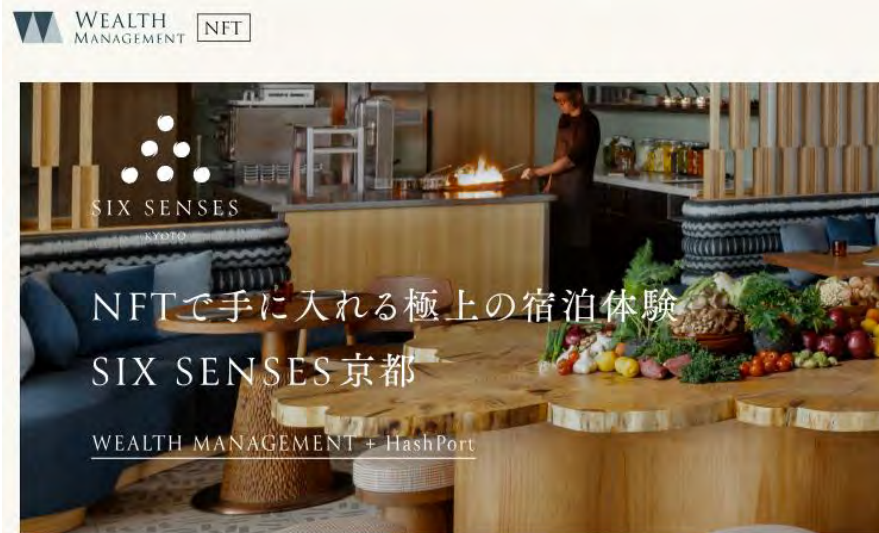 WEALTH
MANAGEMENT
NFT
SIX SENSES
KYOTO
NFTで手に入れる極上の宿泊体験
SIX SENSES京都
WEALTH MANAGEMENT + HashPort